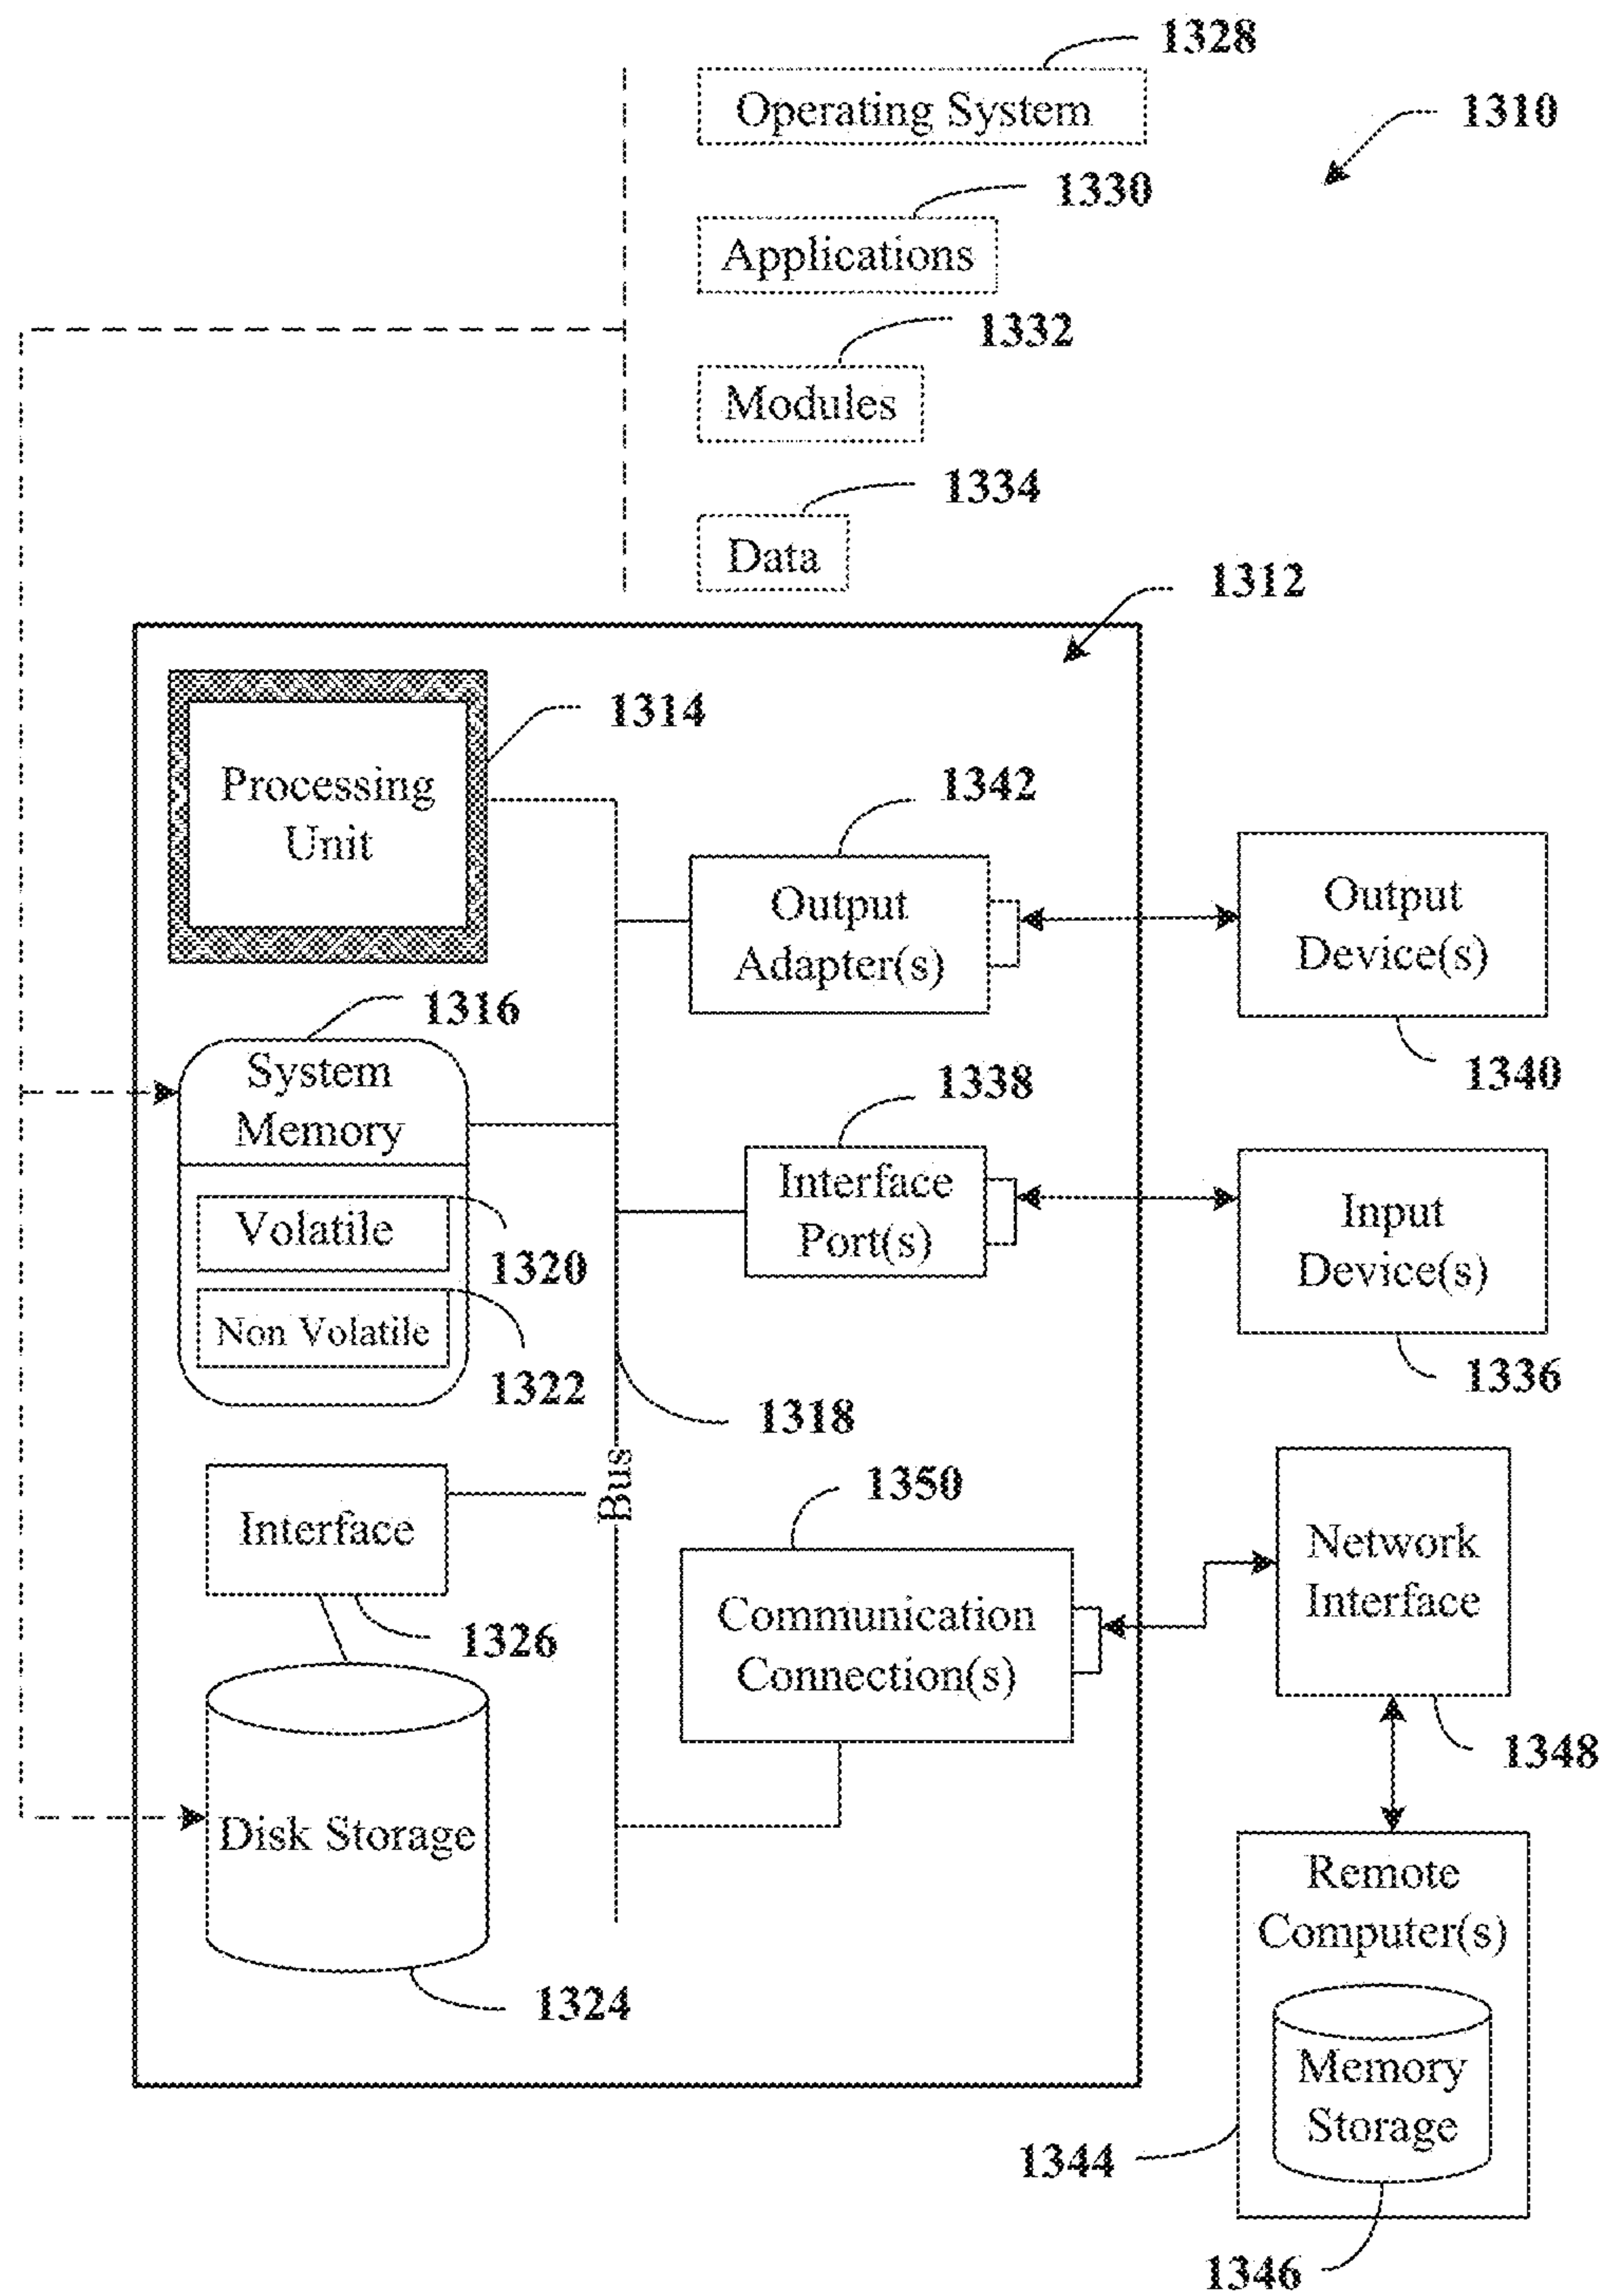 1328
Operating System
1310
1330
Applications
1332
Modules
1334
Data
1312
1314
Processing
Unit
1342
Output
Adapter(s)
Output
Device(s)
1340
1316
System
Memory
Volatile
1320
Non Volatile
1322
1338
Interface
Port(s)
Input
Device(s)
1336
1318
Bus
Interface
1326
1350
Communication
Connection(s)
Network
Interface
1348
Disk Storage
1324
Remote
Computer(s)
Memory
Storage
1344
1346